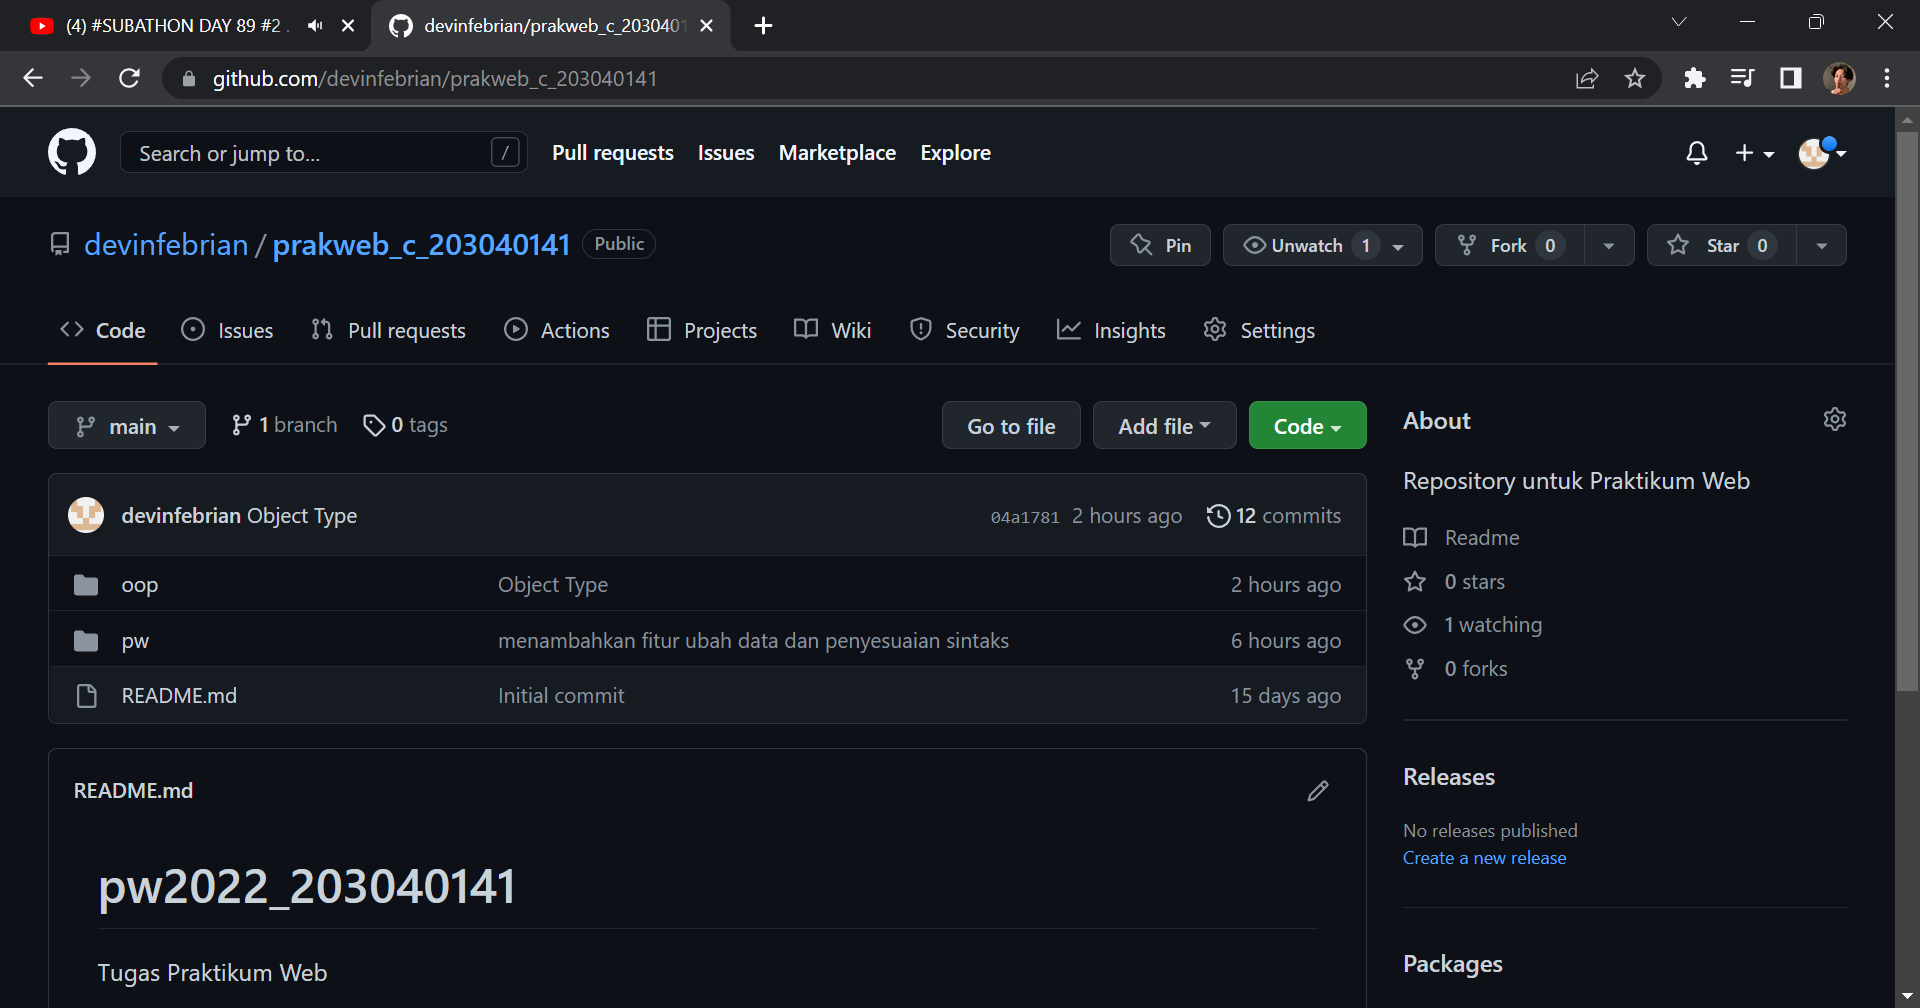 (4) #SUBATHON DAY 89 #2 .
devinfebrian/prakweb_c_2030401
github.com/devinfebrian/prakweb_c_203040141
Search or jump to...
/
Pull requests
Issues
Marketplace
Explore
devinfebrian / prakweb_c_203040141
Public
Pin
Unwatch 1
Fork 0
Star 0
Code
Issues
Pull requests
Actions
Projects
Wiki
Security
Insights
Settings
main
1 branch
0 tags
Go to file
Add file
Code
devinfebrian Object Type
04a1781 2 hours ago
12 commits
oop
Object Type
2 hours ago
pw
menambahkan fitur ubah data dan penyesuaian sintaks
6 hours ago
README.md
Initial commit
15 days ago
README.md
pw2022_203040141
Tugas Praktikum Web
About
Repository untuk Praktikum Web
Readme
0 stars
1 watching
0 forks
Releases
No releases published
Create a new release
Packages